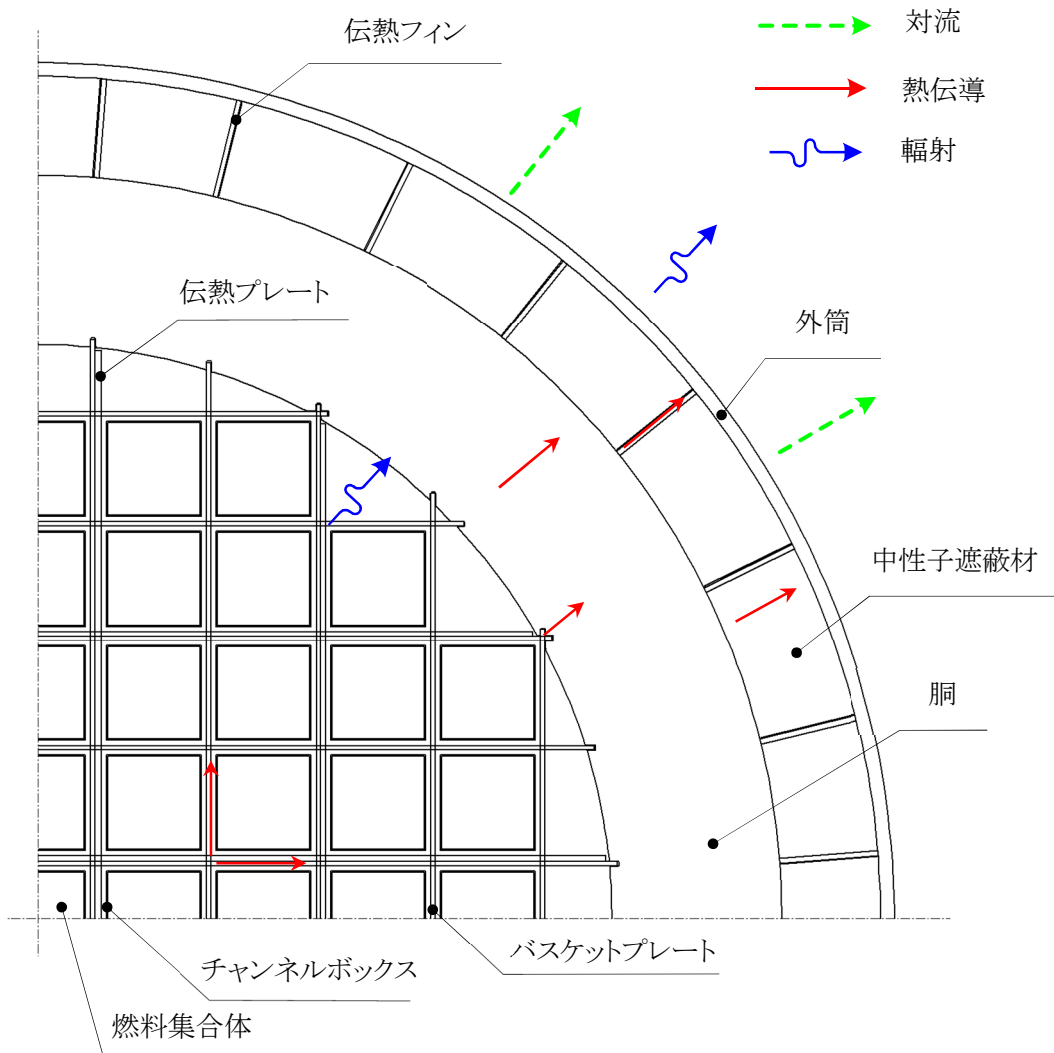 伝熱フィン
対流
熱伝導
輻射
伝熱プレート
外筒
中性子遮蔽材
胴
バスケットプレート
チャンネルボックス
燃料集合体